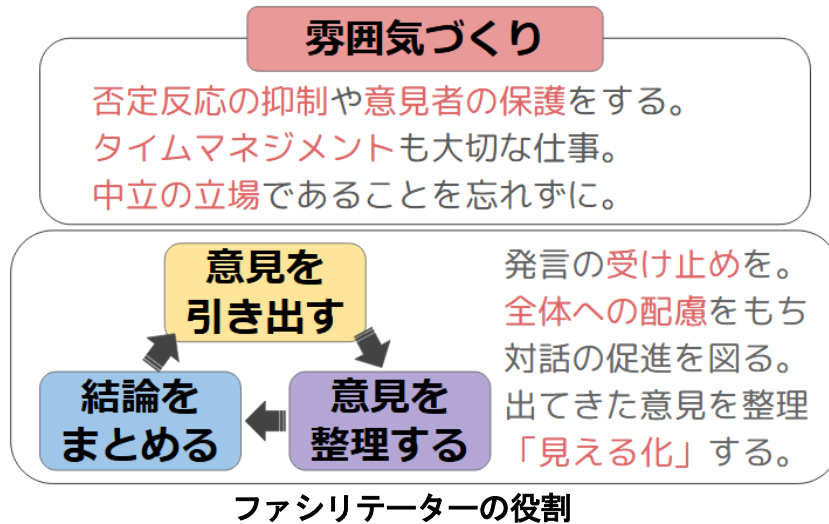 雰囲気づくり
否定反応の抑制や意見者の保護をする。
タイムマネジメントも大切な仕事。
中立の立場であることを忘れずに。
意見を
引き出す
意見を
整理する
結論を
まとめる
発言の受け止めを。
全体への配慮をもち
対話の促進を図る。
出てきた意見を整理
「見える化」する。
ファシリテーターの役割